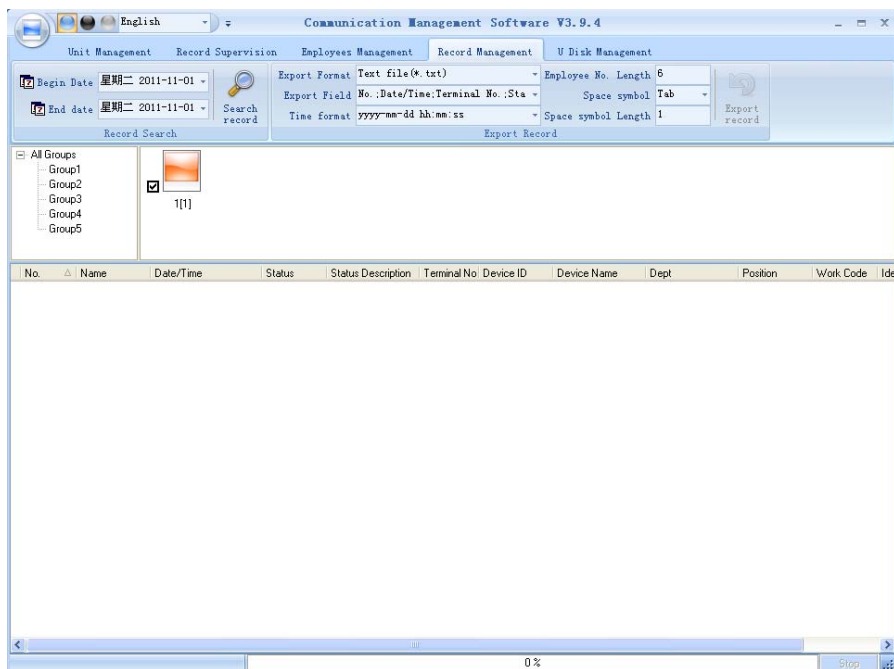 English
Communication Management Software V3.9.4
Unit Management Record Supervision Employees Management Record Management U Disk Management
Begin Date 星期二 2011-11-01
End date 星期二 2011-11-01
Search record
Record Search
Export Format Text file(*.txt) Employee No. Length 6
Export Field No.;Date/Time;Terminal No.;Sta Space symbol Tab
Time format yyyy-mm-dd hh:mm:ss Space symbol Length 1
Export record
Export Record
All Groups
Group1
Group2
Group3
Group4
Group5
1[1]
No. Name Date/Time Status Status Description Terminal No Device ID Device Name Dept Position Work Code Ide
0 %
Stop